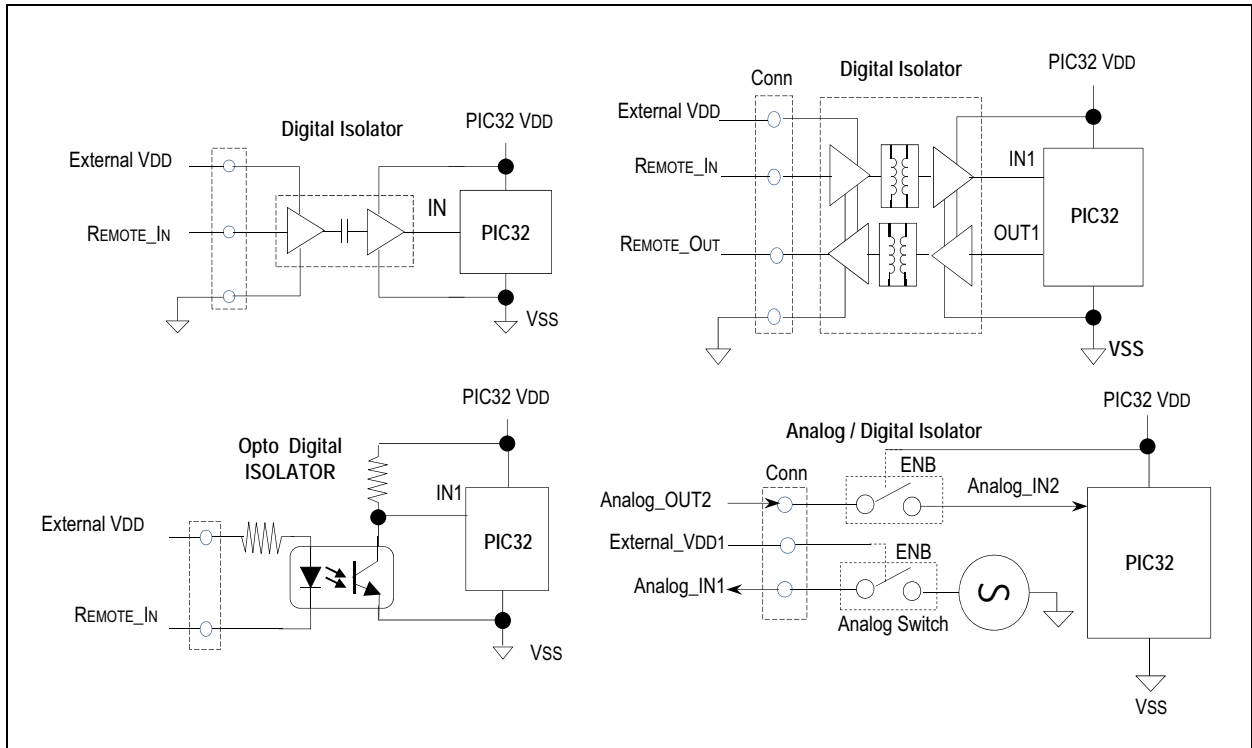 Digital Isolator
PIC32 VDD
External VDD
REMOTE_IN
IN
PIC32
VSS
Conn
Digital Isolator
PIC32 VDD
External VDD
REMOTE_IN
IN1
PIC32
REMOTE_OUT
OUT1
VSS
Opto Digital
ISOLATOR
PIC32 VDD
IN1
External VDD
PIC32
REMOTE_IN
VSS
Analog / Digital Isolator
PIC32 VDD
Conn
ENB
Analog_OUT2
Analog_IN2
External_VDD1
ENB
PIC32
Analog_IN1
S
Analog Switch
VSS